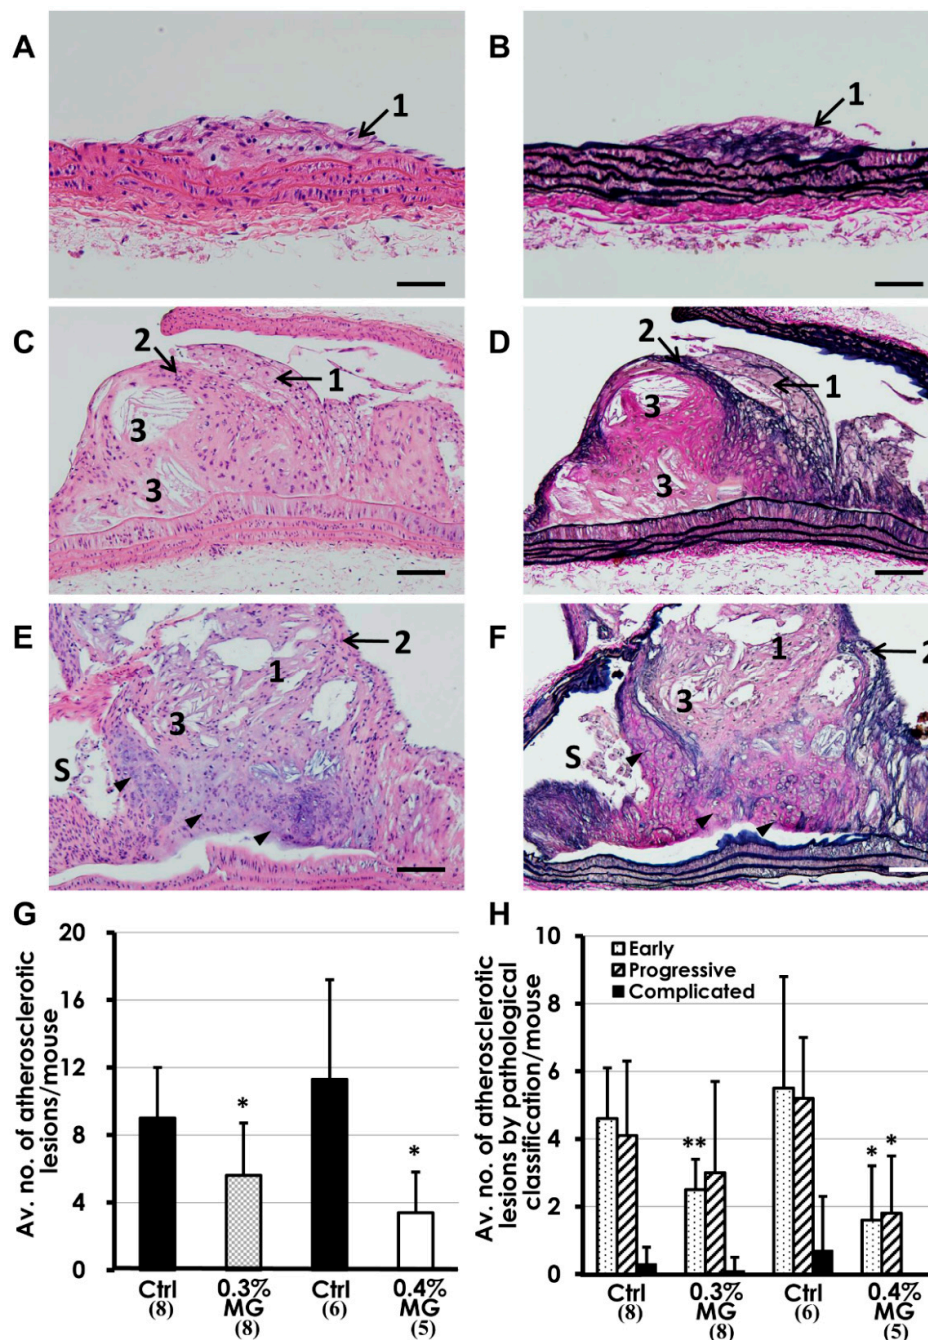 A
1
B
1
C
2
1
3
3
D
2
1
3
3
E
2
1
3
S
F
2
1
3
S
G
Av. no. of atherosclerotic
lesions/mouse
20
16
12
8
4
0
*
*
Ctrl
(8)
0.3%
MG
(8)
Ctrl
(6)
0.4%
MG
(5)
H
Av. no. of atherosclerotic
lesions by pathological
classification/mouse
10
8
6
4
2
0
Early
Progressive
Complicated
**
*
*
Ctrl
(8)
0.3%
MG
(8)
Ctrl
(6)
0.4%
MG
(5)